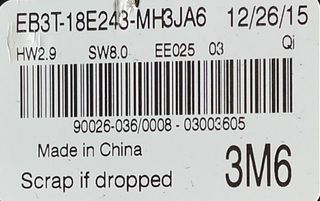 EB3T-18E243-MH3JA6 12/26/15
HW2.9 SW8.0 EE025 03 Qi
90026-036/0008 - 03003605
Made in China
Scrap if dropped
3M6